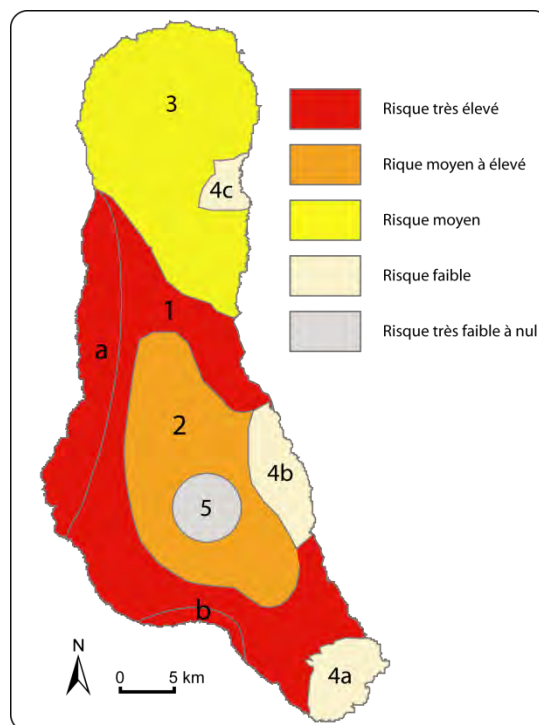 3
4c
1
a
2
4b
5
b
4a
N
0 5 km
Risque très élevé
Rique moyen à élevé
Risque moyen
Risque faible
Risque très faible à nul